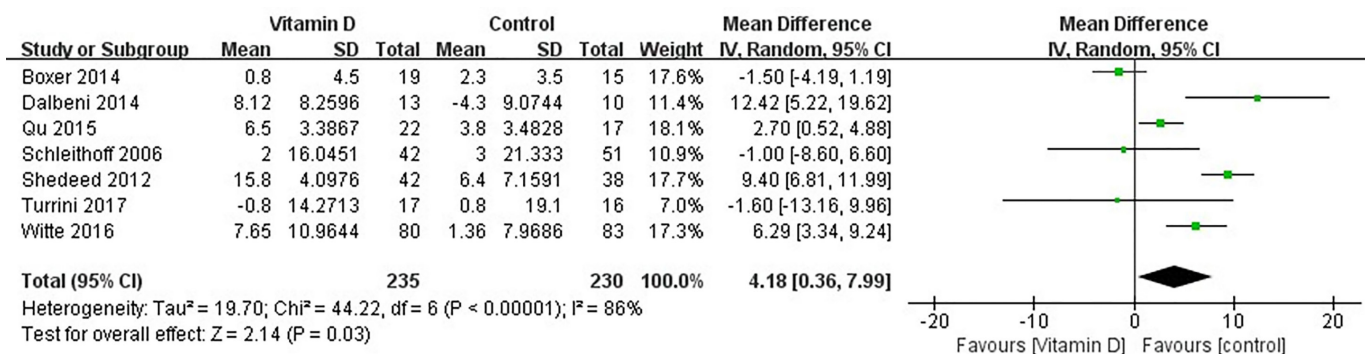 Vitamin D Control Mean Difference Mean Difference
Study or Subgroup Mean SD Total Mean SD Total Weight IV, Random, 95% CI IV, Random, 95% CI
Boxer 2014 0.8 4.5 19 2.3 3.5 15 17.6% -1.50 [-4.19, 1.19]
Dalbeni 2014 8.12 8.2596 13 -4.3 9.0744 10 11.4% 12.42 [5.22, 19.62]
Qu 2015 6.5 3.3867 22 3.8 3.4828 17 18.1% 2.70 [0.52, 4.88]
Schleithoff 2006 2 16.0451 42 3 21.333 51 10.9% -1.00 [-8.60, 6.60]
Shedeed 2012 15.8 4.0976 42 6.4 7.1591 38 17.7% 9.40 [6.81, 11.99]
Turrini 2017 -0.8 14.2713 17 0.8 19.1 16 7.0% -1.60 [-13.16, 9.96]
Witte 2016 7.65 10.9644 80 1.36 7.9686 83 17.3% 6.29 [3.34, 9.24]
Total (95% CI) 235 230 100.0% 4.18 [0.36, 7.99]
Heterogeneity: Tau² = 19.70; Chi² = 44.22, df = 6 (P < 0.00001); I² = 86%
Test for overall effect: Z = 2.14 (P = 0.03)
-20 -10 0 10 20
Favours [Vitamin D] Favours [control]